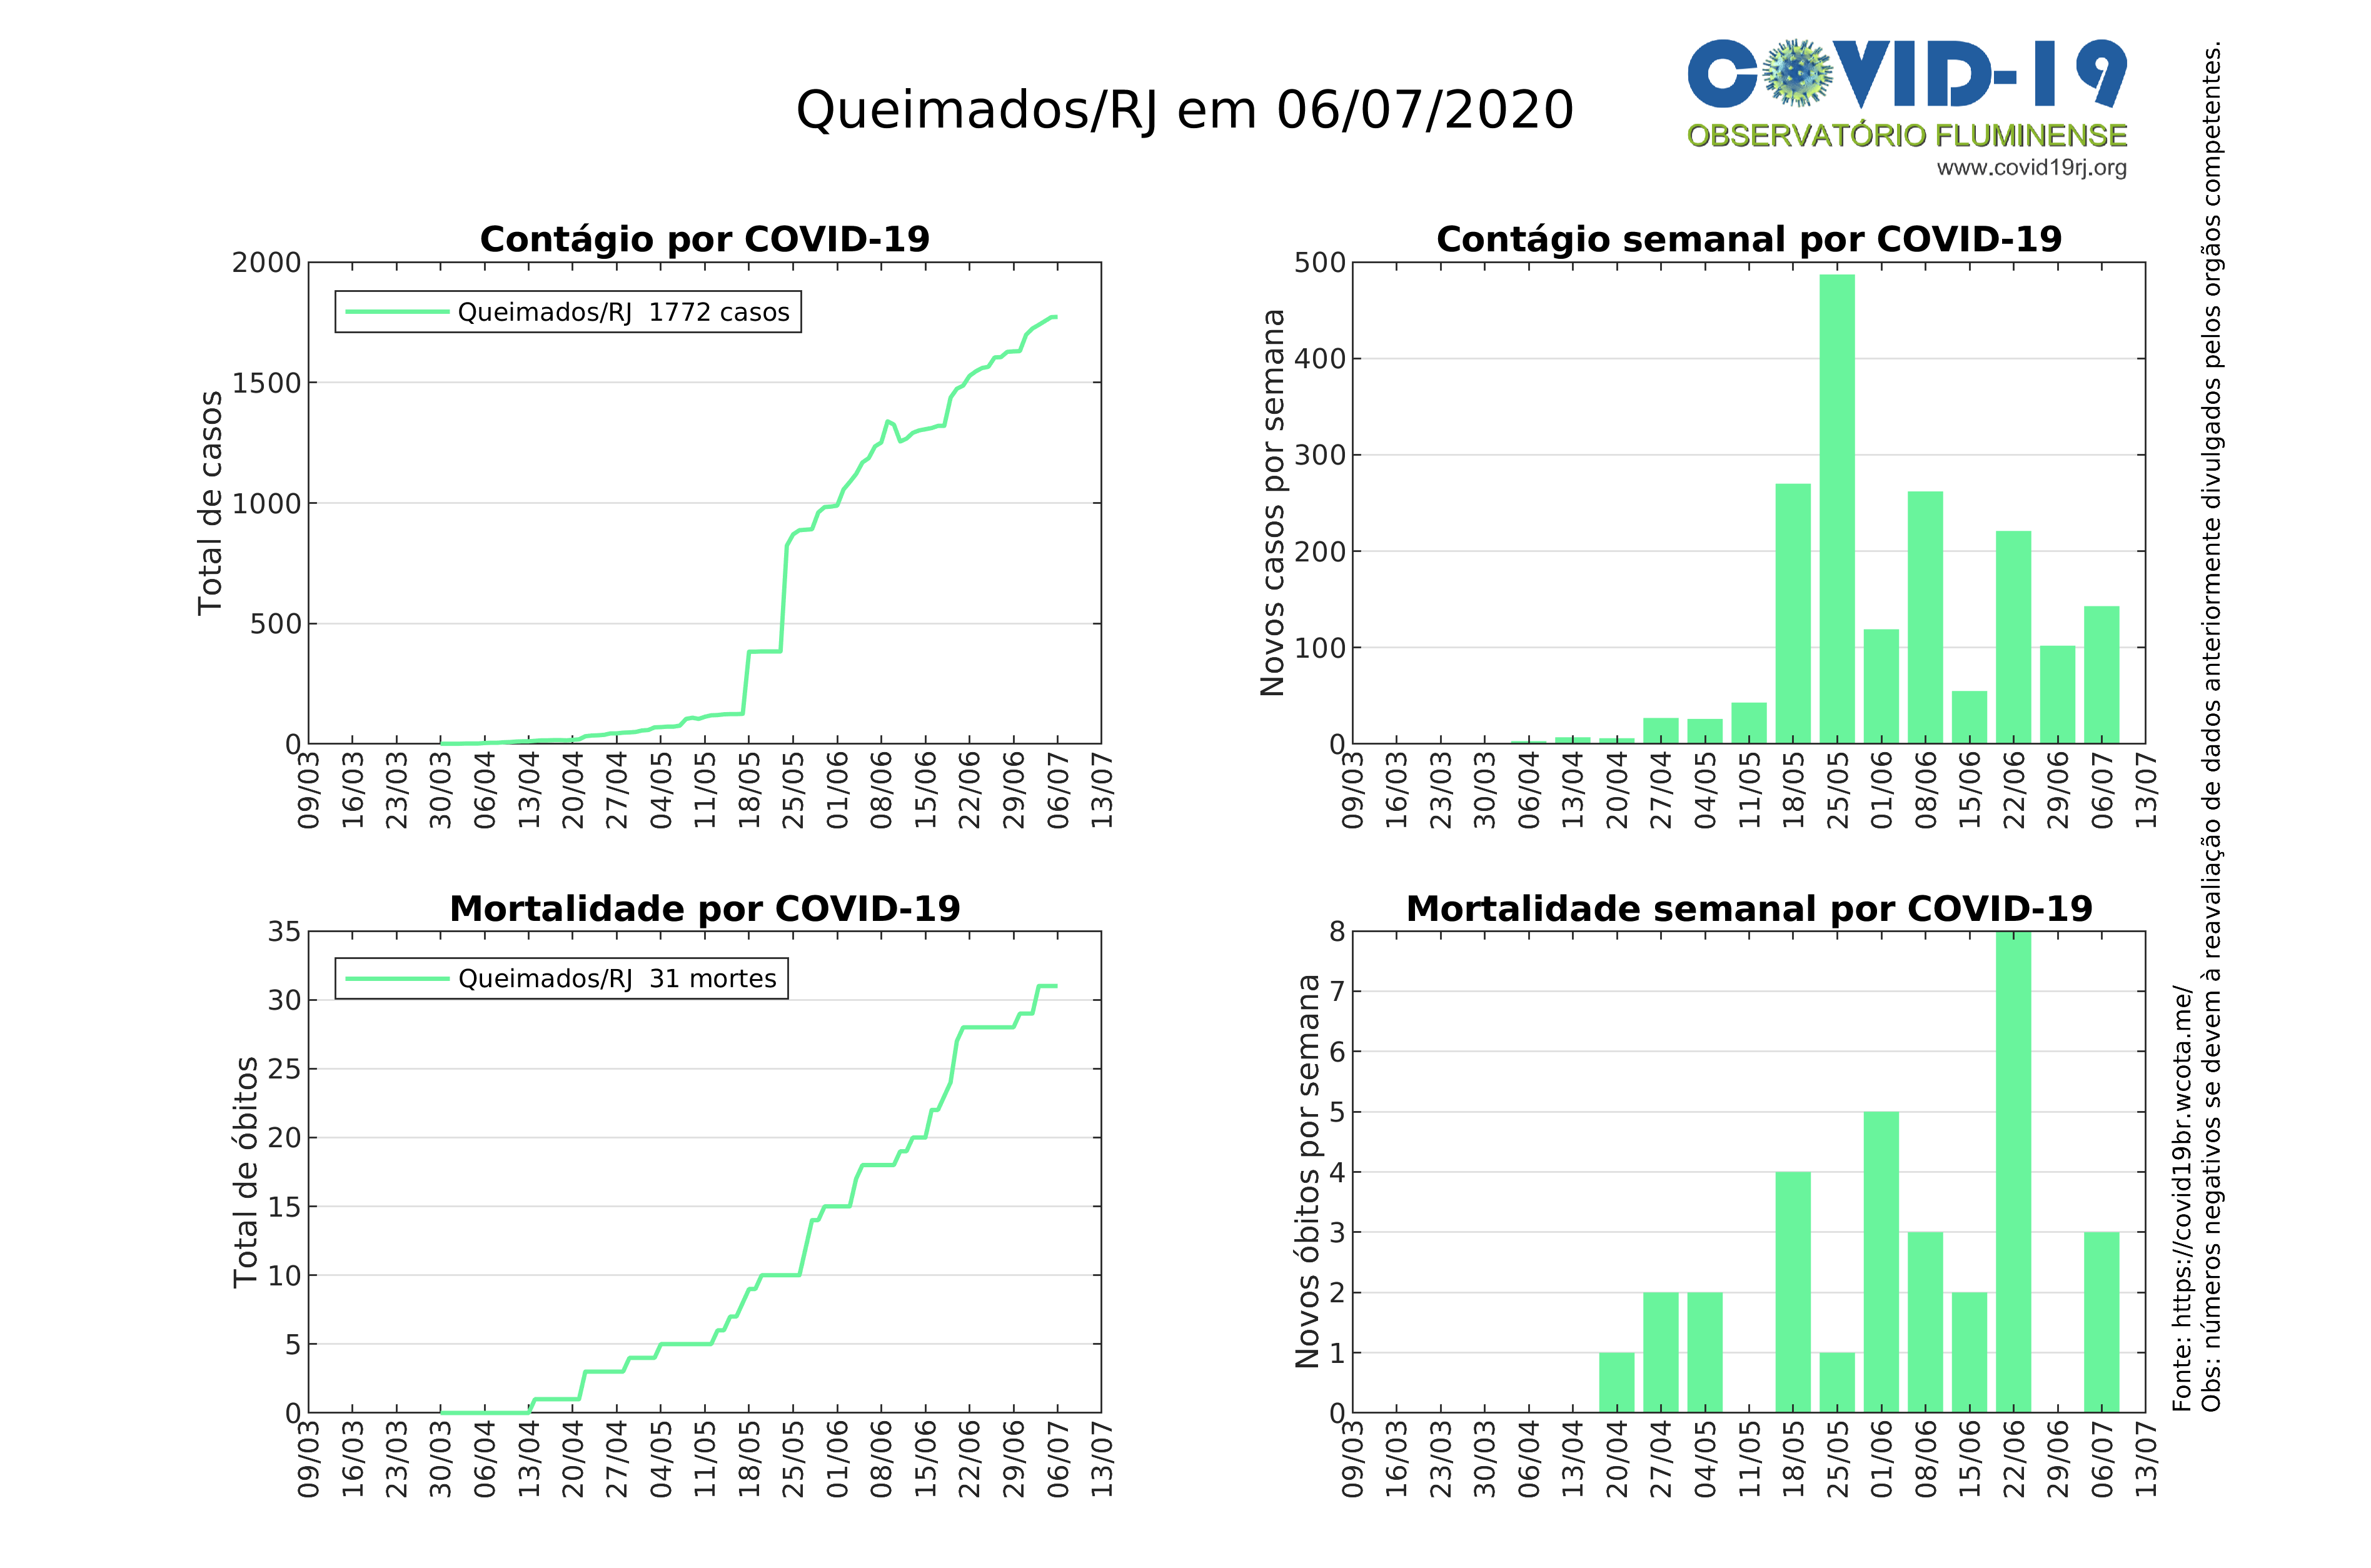 Queimados/RJ em 06/07/2020
COVID-19
OBSERVATÓRIO FLUMINENSE
www.covid19rj.org
Contágio por COVID-19
Total de casos
2000
1500
1000
500
0
Queimados/RJ 1772 casos
09/03 16/03 23/03 30/03 06/04 13/04 20/04 27/04 04/05 11/05 18/05 25/05 01/06 08/06 15/06 22/06 29/06 06/07 13/07
Contágio semanal por COVID-19
Novos casos por semana
500
400
300
200
100
0
09/03 16/03 23/03 30/03 06/04 13/04 20/04 27/04 04/05 11/05 18/05 25/05 01/06 08/06 15/06 22/06 29/06 06/07 13/07
Mortalidade por COVID-19
Total de óbitos
35
30
25
20
15
10
5
0
Queimados/RJ 31 mortes
09/03 16/03 23/03 30/03 06/04 13/04 20/04 27/04 04/05 11/05 18/05 25/05 01/06 08/06 15/06 22/06 29/06 06/07 13/07
Mortalidade semanal por COVID-19
Novos óbitos por semana
8
7
6
5
4
3
2
1
0
09/03 16/03 23/03 30/03 06/04 13/04 20/04 27/04 04/05 11/05 18/05 25/05 01/06 08/06 15/06 22/06 29/06 06/07 13/07
Fonte: https://covid19br.wcota.me/
Obs: números negativos se devem à reavaliação de dados anteriormente divulgados pelos orgãos competentes.